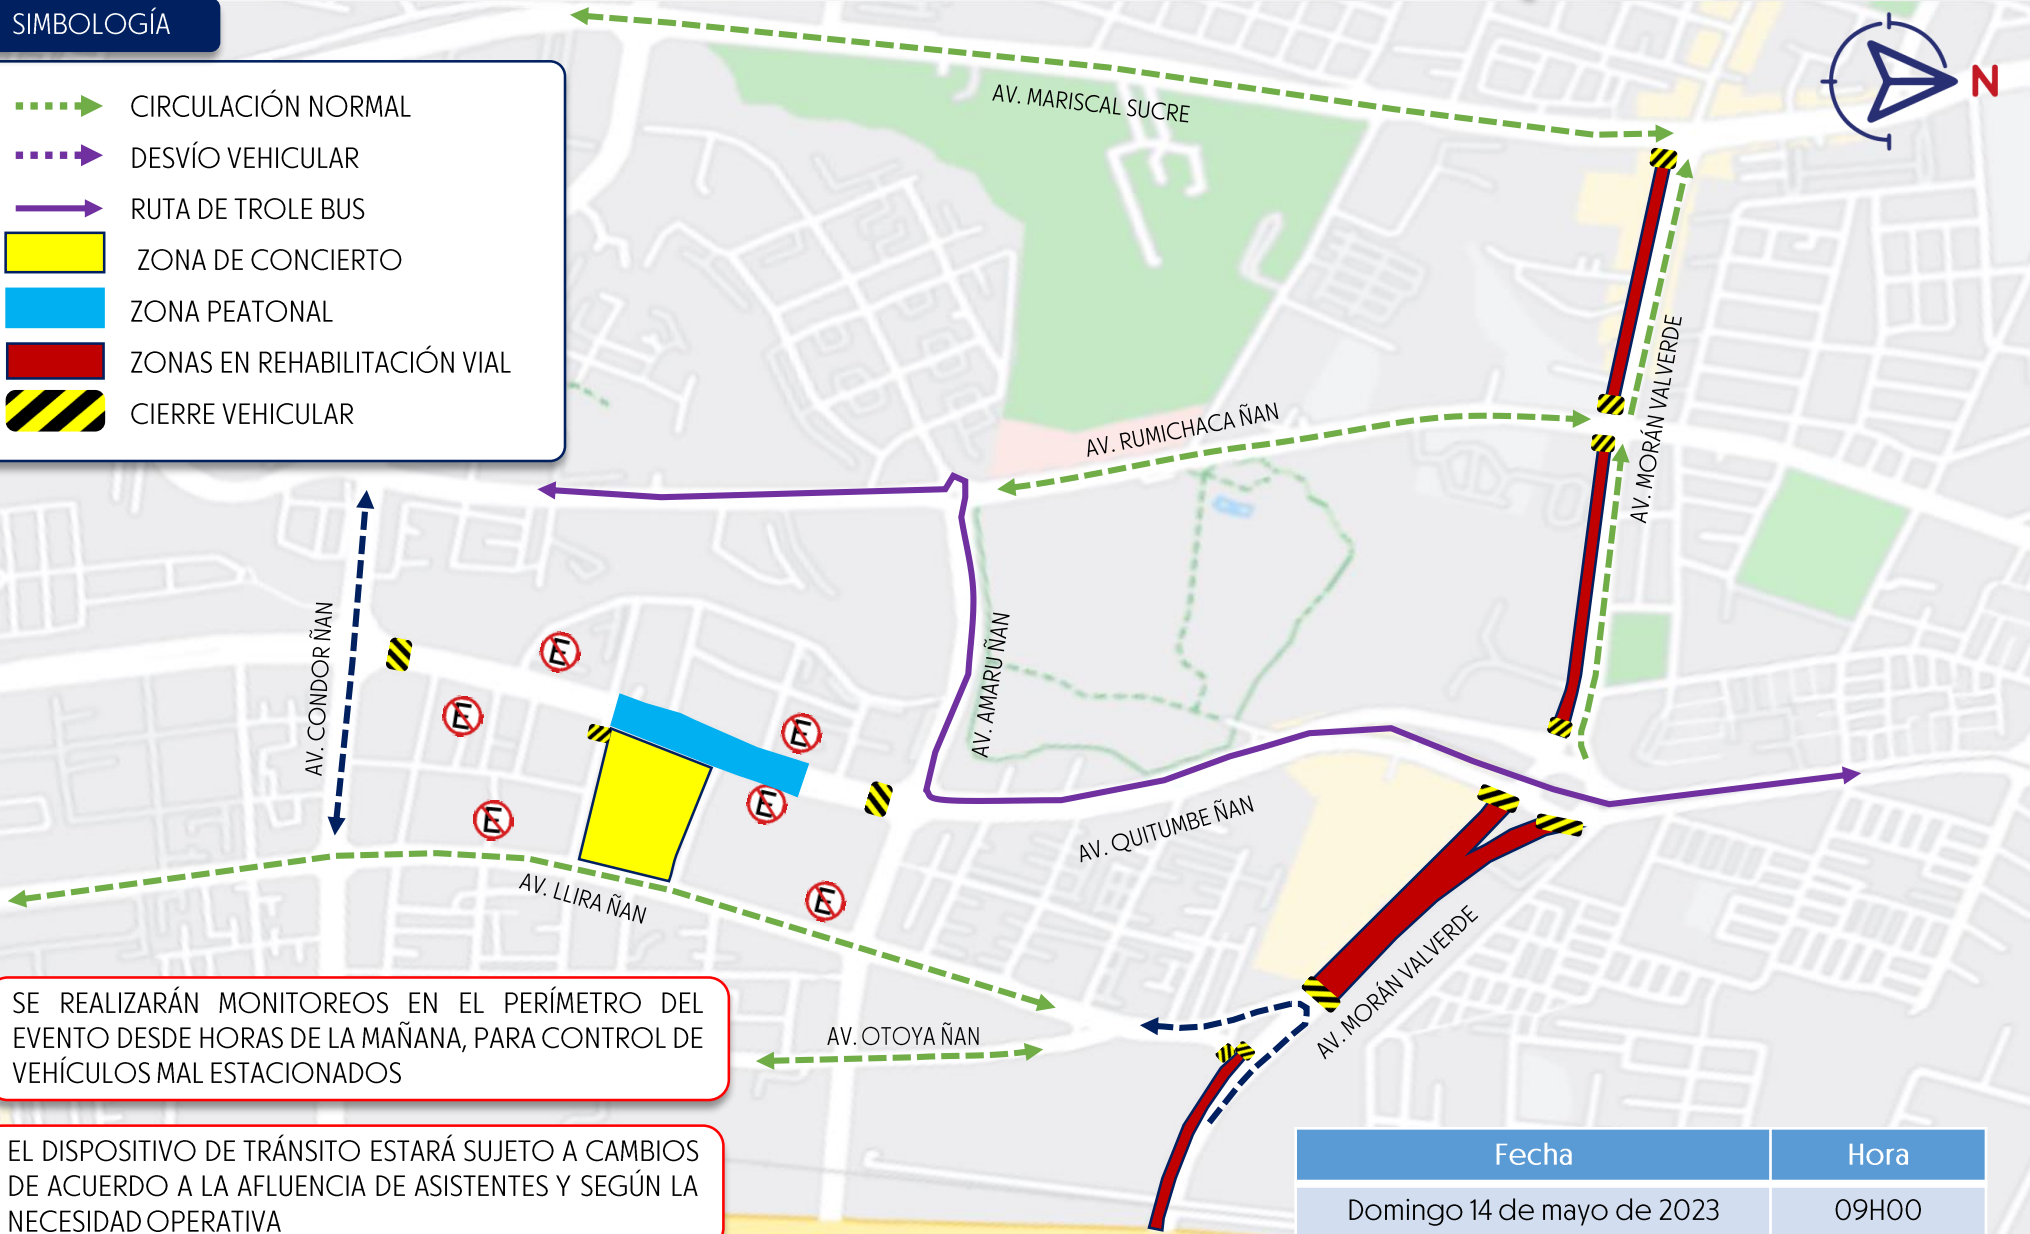 SIMBOLOGÍA
CIRCULACIÓN NORMAL
DESVÍO VEHICULAR
RUTA DE TROLE BUS
ZONA DE CONCIERTO
ZONA PEATONAL
ZONAS EN REHABILITACIÓN VIAL
CIERRE VEHICULAR
N
AV. MARISCAL SUCRE
AV. MORÁN VALVERDE
AV. RUMICHACA ÑAN
AV. CONDOR ÑAN
AV. AMARU ÑAN
E
E
E
E
E
E
AV. QUITUMBE ÑAN
AV. LLIRA ÑAN
AV. MORÁN VALVERDE
AV. OTOYA ÑAN
SE REALIZARÁN MONITOREOS EN EL PERÍMETRO DEL
EVENTO DESDE HORAS DE LA MAÑANA, PARA CONTROL DE
VEHÍCULOS MAL ESTACIONADOS
EL DISPOSITIVO DE TRÁNSITO ESTARÁ SUJETO A CAMBIOS
DE ACUERDO A LA AFLUENCIA DE ASISTENTES Y SEGÚN LA
NECESIDAD OPERATIVA
Fecha Hora
Domingo 14 de mayo de 2023 09H00